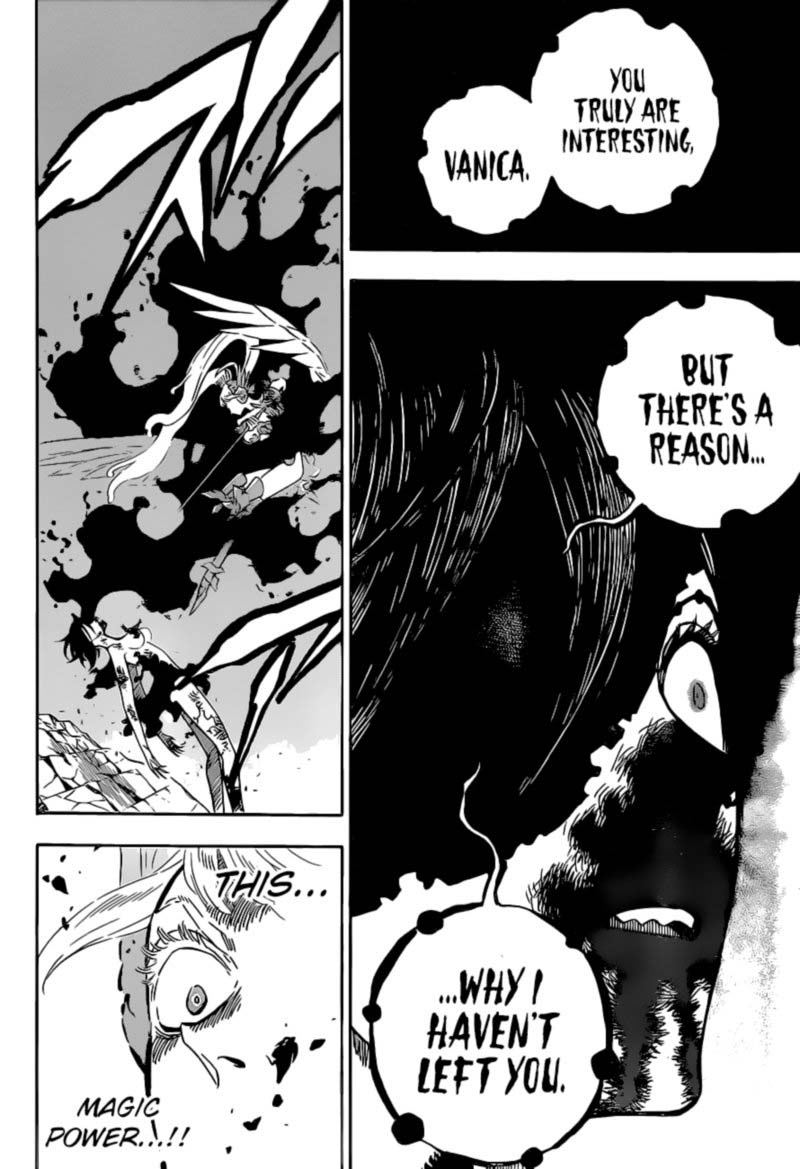 YOU
TRULY ARE
INTERESTING,
VANICA.
BUT
THERE'S A
REASON...
...WHY I
HAVEN'T
LEFT YOU.
THIS...
MAGIC
POWER...!!